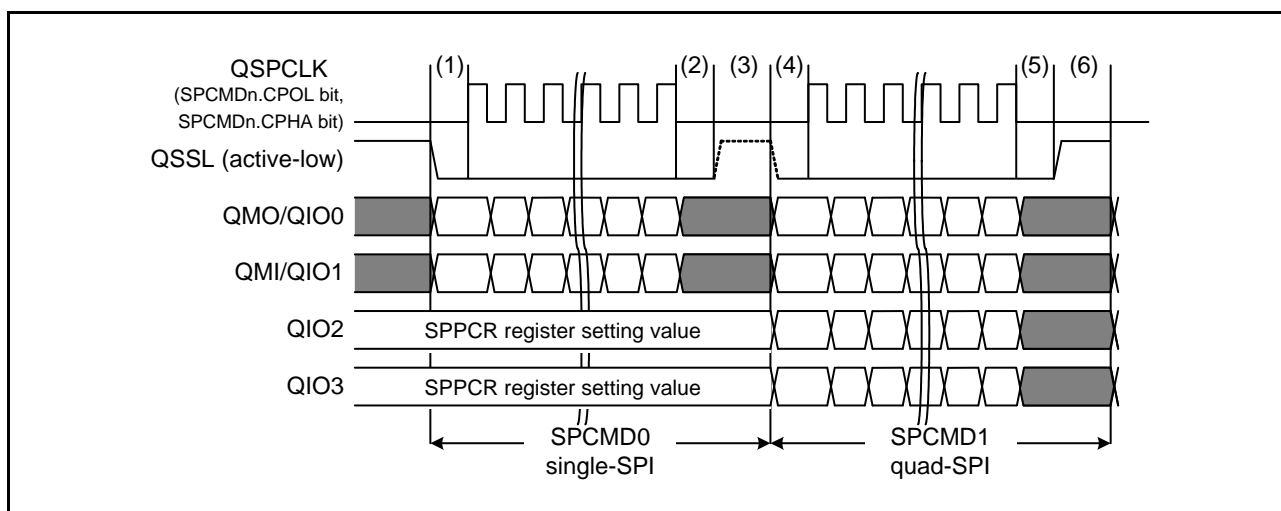 (1) (2) (3) (4) (5) (6)
QSPCLK
(SPCMDn.CPOL bit,
SPCMDn.CPHA bit)
QSSL (active-low)
QMO/QIO0
QMI/QIO1
QIO2 SPPCR register setting value
QIO3 SPPCR register setting value
SPCMD0 SPCMD1
single-SPI quad-SPI